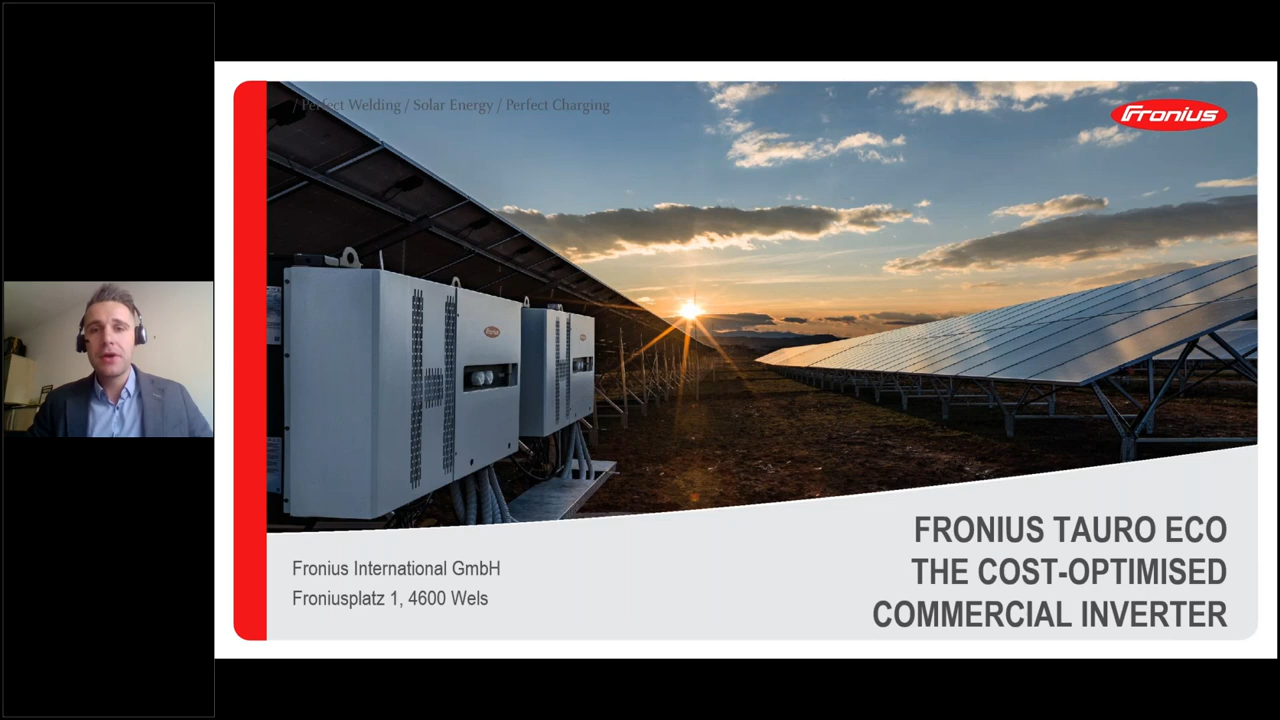 / Perfect Welding / Solar Energy / Perfect Charging
Fronius
Fronius
Fronius International GmbH
Froniusplatz 1, 4600 Wels
FRONIUS TAURO ECO
THE COST-OPTIMISED
COMMERCIAL INVERTER